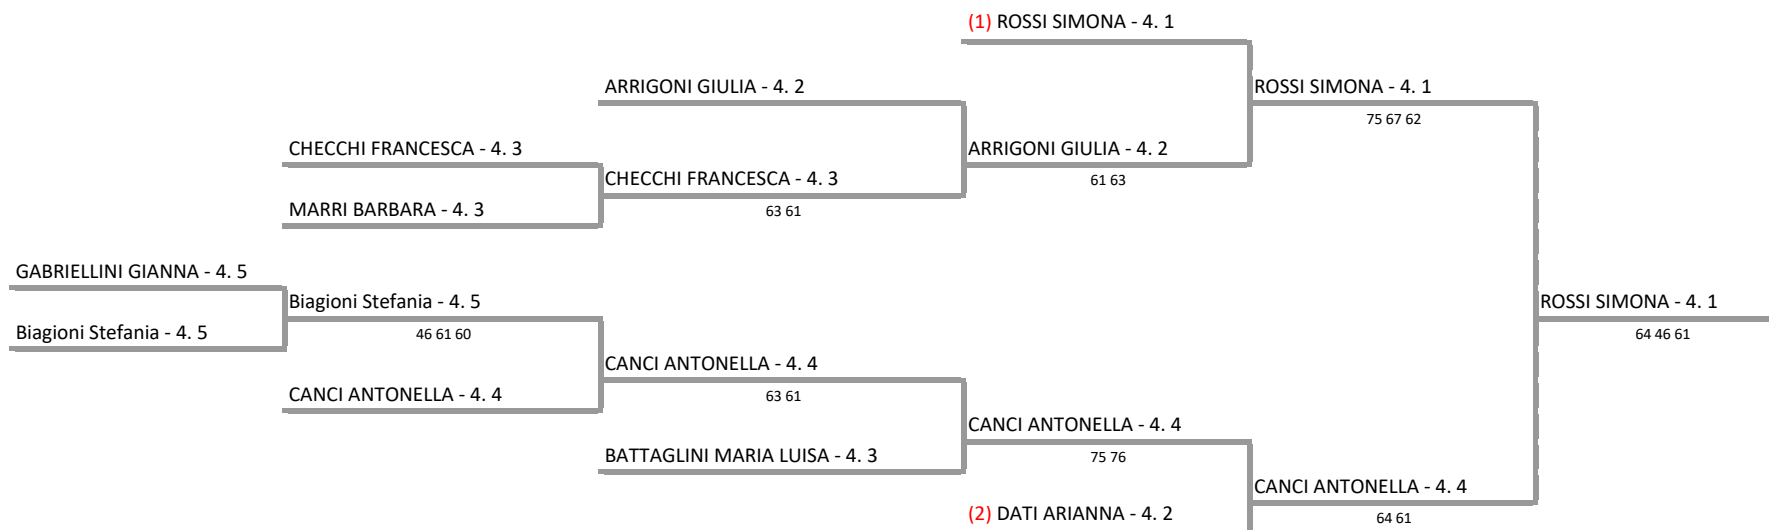 (1) ROSSI SIMONA - 4. 1
ARRIGONI GIULIA - 4. 2
ROSSI SIMONA - 4. 1
75 67 62
CHECCHI FRANCESCA - 4. 3
ARRIGONI GIULIA - 4. 2
CHECCHI FRANCESCA - 4. 3
61 63
MARRI BARBARA - 4. 3
63 61
GABRIELLINI GIANNA - 4. 5
Biagioni Stefania - 4. 5
ROSSI SIMONA - 4. 1
Biagioni Stefania - 4. 5
46 61 60
64 46 61
CANCI ANTONELLA - 4. 4
CANCI ANTONELLA - 4. 4
63 61
CANCI ANTONELLA - 4. 4
BATTAGLINI MARIA LUISA - 4. 3
75 76
CANCI ANTONELLA - 4. 4
(2) DATI ARIANNA - 4. 2
64 61